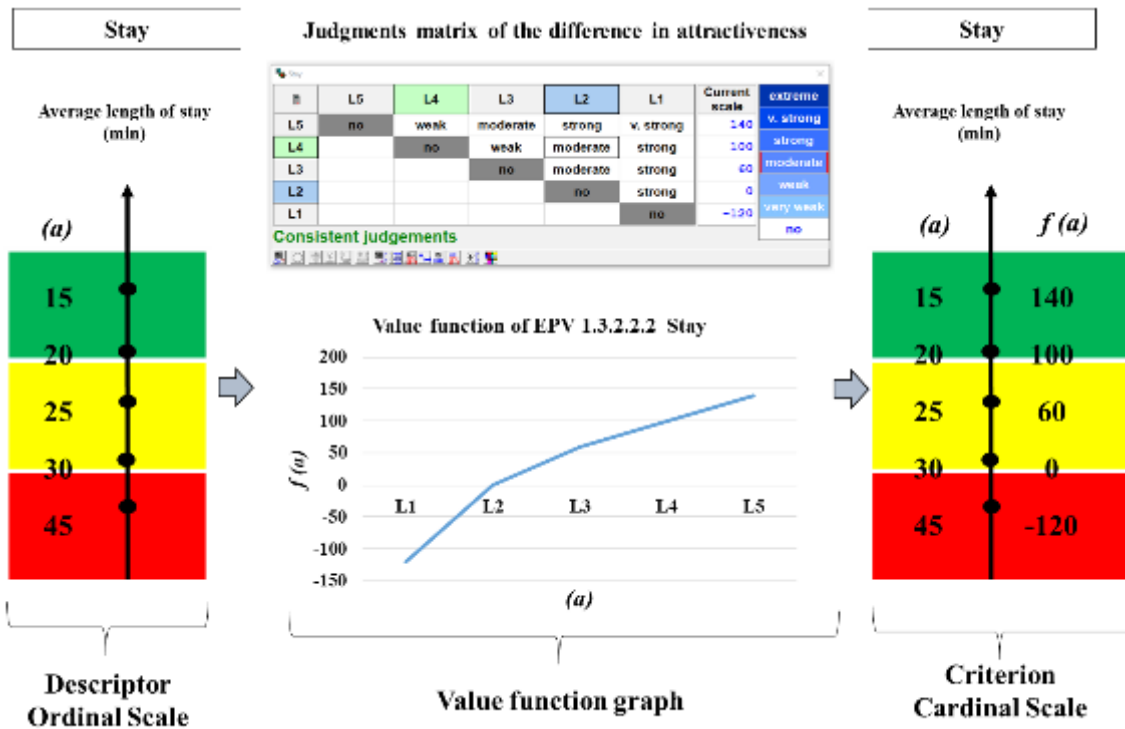 Stay
Judgments matrix of the difference in attractiveness
Stay
Average length of stay
(min)
(a)
15
20
25
30
45
Descriptor
Ordinal Scale
Stay
L5 L4 L3 L2 L1 Current scale extreme
L5 no weak moderate strong v. strong 140 v. strong
L4 no weak moderate strong 100 strong
L3 no moderate strong 60 moderate
L2 no strong 0 weak
L1 no -120 very weak
no
Consistent judgements
Value function of EPV 1.3.2.2.2 Stay
200
150
100
50
0
-50
-100
-150
f (a)
L1 L2 L3 L4 L5
(a)
Value function graph
Average length of stay
(min)
(a) f (a)
15 140
20 100
25 60
30 0
45 -120
Criterion
Cardinal Scale